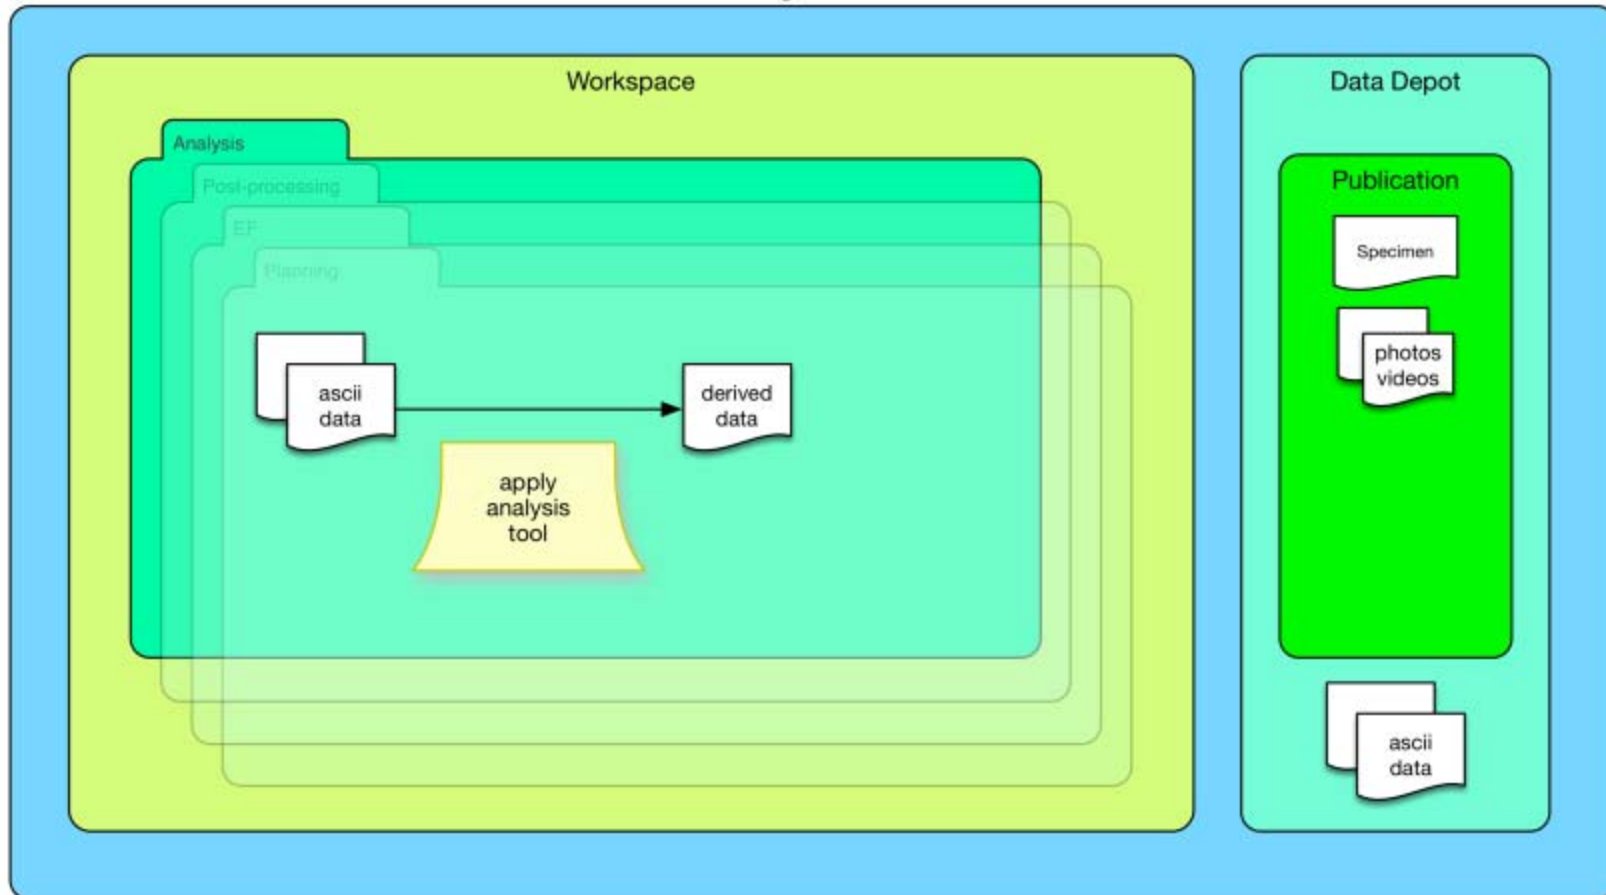 Workspace
Analysis
Post-processing
EF
Planning
ascii
data
derived
data
apply
analysis
tool
Data Depot
Publication
Specimen
photos
videos
ascii
data